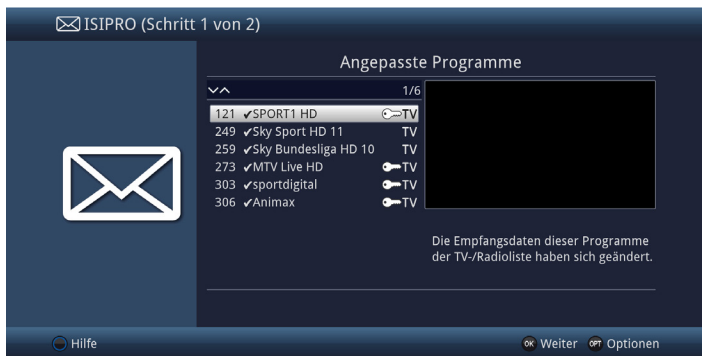 ISIPRO (Schritt 1 von 2)
Angepasste Programme
1/6
121 ✔SPORT1 HD TV
249 ✔Sky Sport HD 11 TV
259 ✔Sky Bundesliga HD 10 TV
273 ✔MTV Live HD TV
303 ✔sportdigital TV
306 ✔Animax TV
Die Empfangsdaten dieser Programme
der TV-/Radioliste haben sich geändert.
Hilfe OK Weiter OPT Optionen